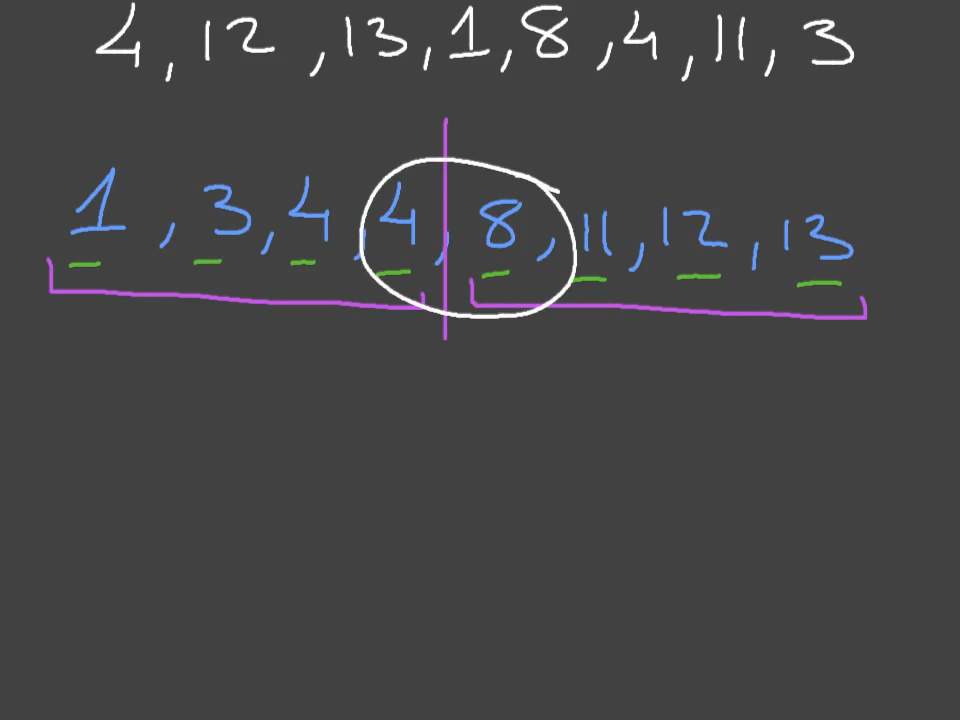 4, 12, 13, 1, 8, 4, 11, 3
1, 3, 4, 4, 8, 11, 12, 13